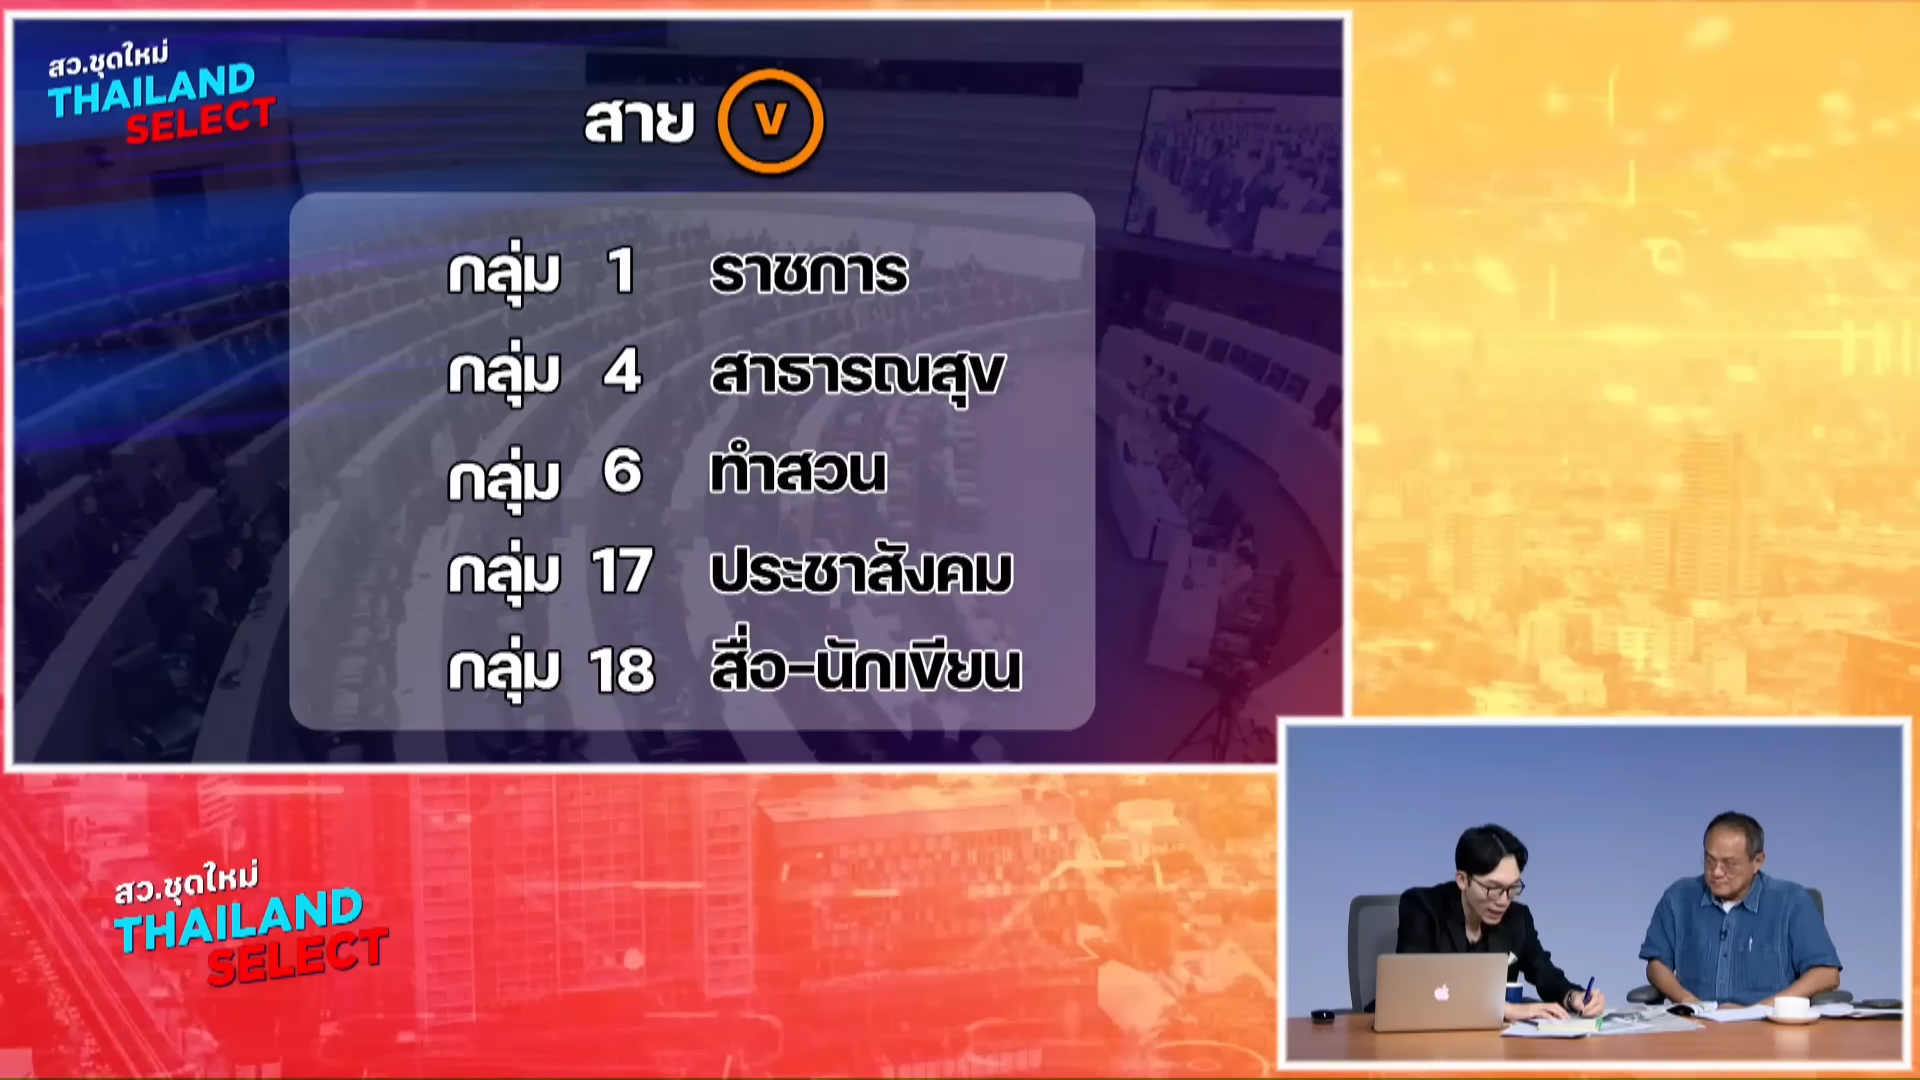 สว.ชุดใหม่
THAILAND
SELECT
สาย ข
กลุ่ม 1 ราชการ
กลุ่ม 4 สาธารณสุข
กลุ่ม 6 ทำสวน
กลุ่ม 17 ประชาสังคม
กลุ่ม 18 สื่อ-นักเขียน
สว.ชุดใหม่
THAILAND
SELECT